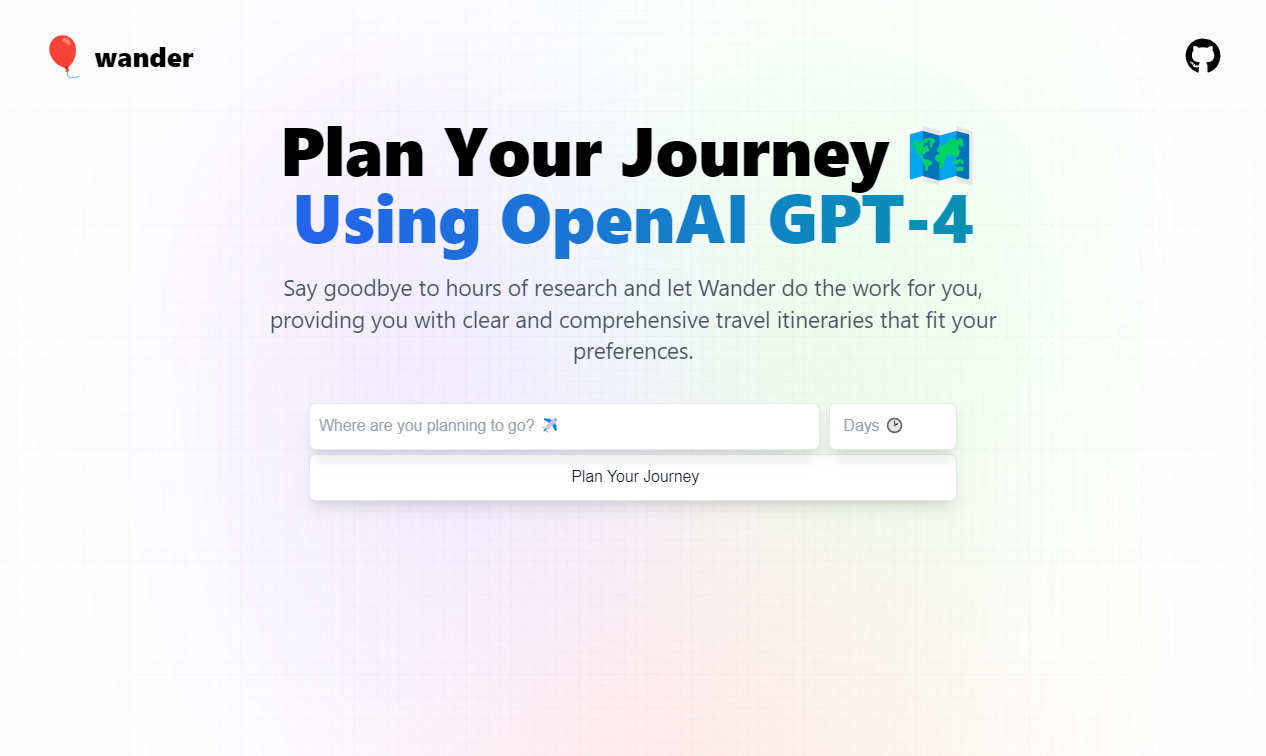 wander
Plan Your Journey 🗺️
Using OpenAI GPT-4
Say goodbye to hours of research and let Wander do the work for you,
providing you with clear and comprehensive travel itineraries that fit your
preferences.
Where are you planning to go? ✈️
Days 🕑
Plan Your Journey